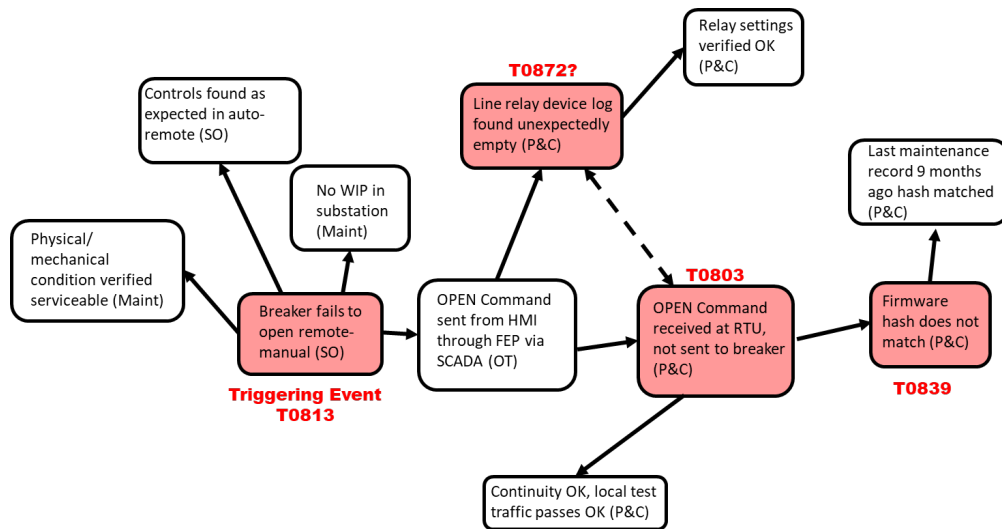 Relay settings
verified OK
(P&C)
T0872?
Controls found as
expected in auto-
remote (SO)
Line relay device log
found unexpectedly
empty (P&C)
Last maintenance
record 9 months
ago hash matched
(P&C)
No WIP in
substation
(Maint)
Physical/
mechanical
condition verified
serviceable (Maint)
T0803
Breaker fails to
open remote-
manual (SO)
OPEN Command
sent from HMI
through FEP via
SCADA (OT)
OPEN Command
received at RTU,
not sent to breaker
(P&C)
Firmware
hash does not
match (P&C)
Triggering Event
T0813
T0839
Continuity OK, local test
traffic passes OK (P&C)